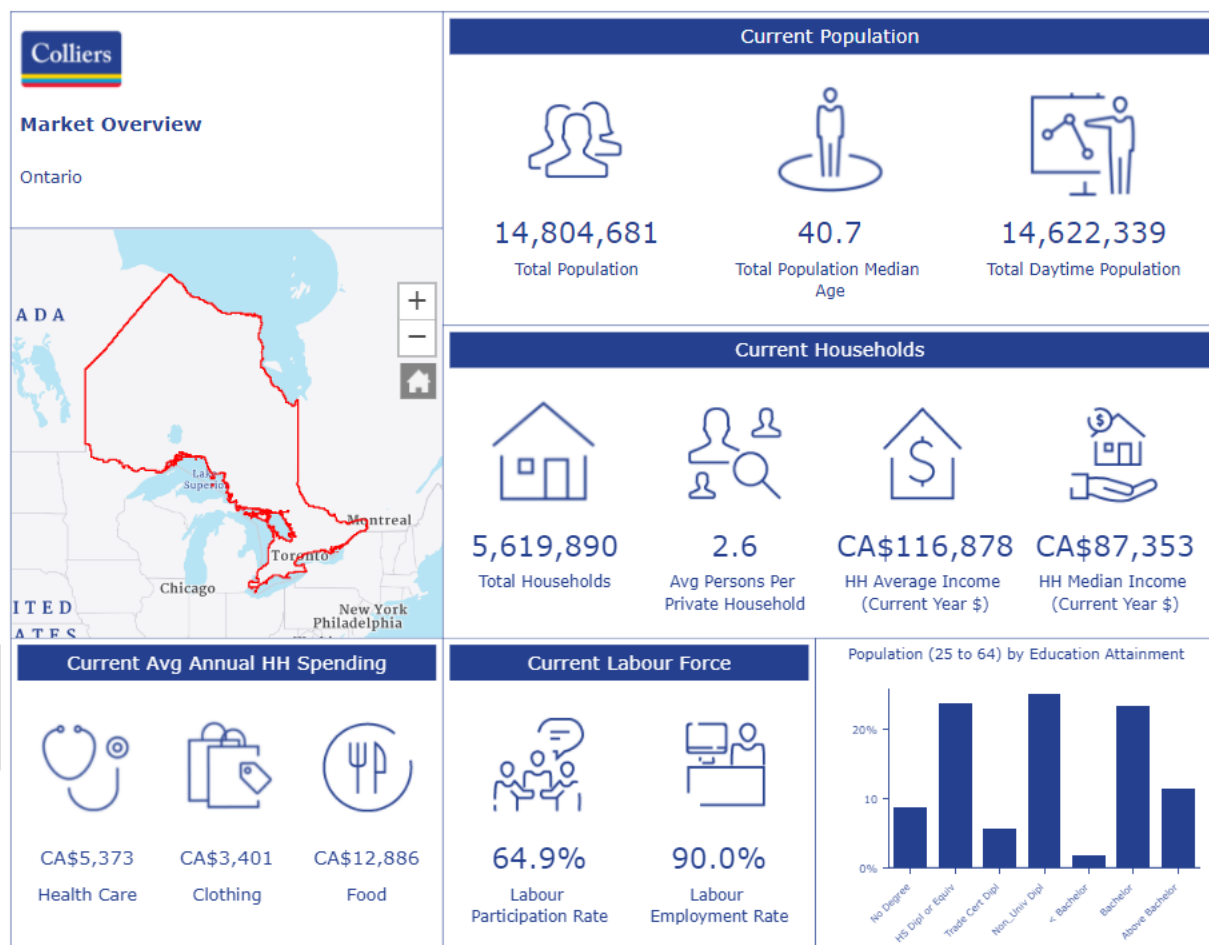 Colliers
Market Overview
Ontario
ADA
Lake
Superior
Montreal
Toronto
Chicago
New York
Philadelphia
ITED
ATES
+
−
Current Population
14,804,681
Total Population
40.7
Total Population Median
Age
14,622,339
Total Daytime Population
Current Households
$
$
5,619,890
Total Households
2.6
Avg Persons Per
Private Household
CA$116,878
HH Average Income
(Current Year $)
CA$87,353
HH Median Income
(Current Year $)
Current Avg Annual HH Spending
CA$5,373
Health Care
CA$3,401
Clothing
CA$12,886
Food
Current Labour Force
64.9%
Labour
Participation Rate
90.0%
Labour
Employment Rate
Population (25 to 64) by Education Attainment
20%
10
0%
No Degree
HS Dipl or Equiv
Trade Cert Dipl
Non_Univ Dipl
< Bachelor
Bachelor
Above Bachelor